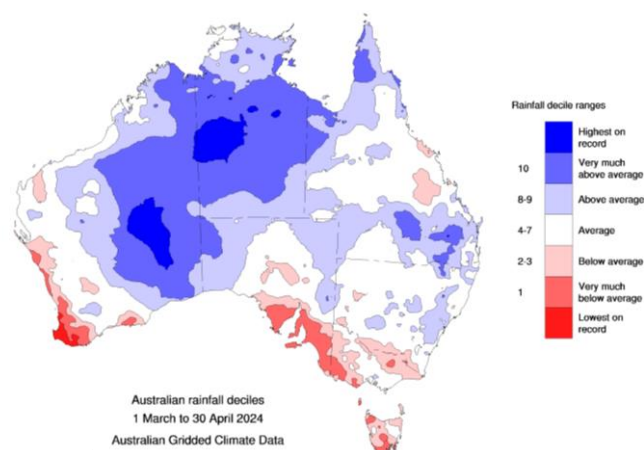 Rainfall decile ranges
Highest on
record
10
Very much
above average
8-9
Above average
4-7
Average
2-3
Below average
1
Very much
below average
Lowest on
record
Australian rainfall deciles
1 March to 30 April 2024
Australian Gridded Climate Data